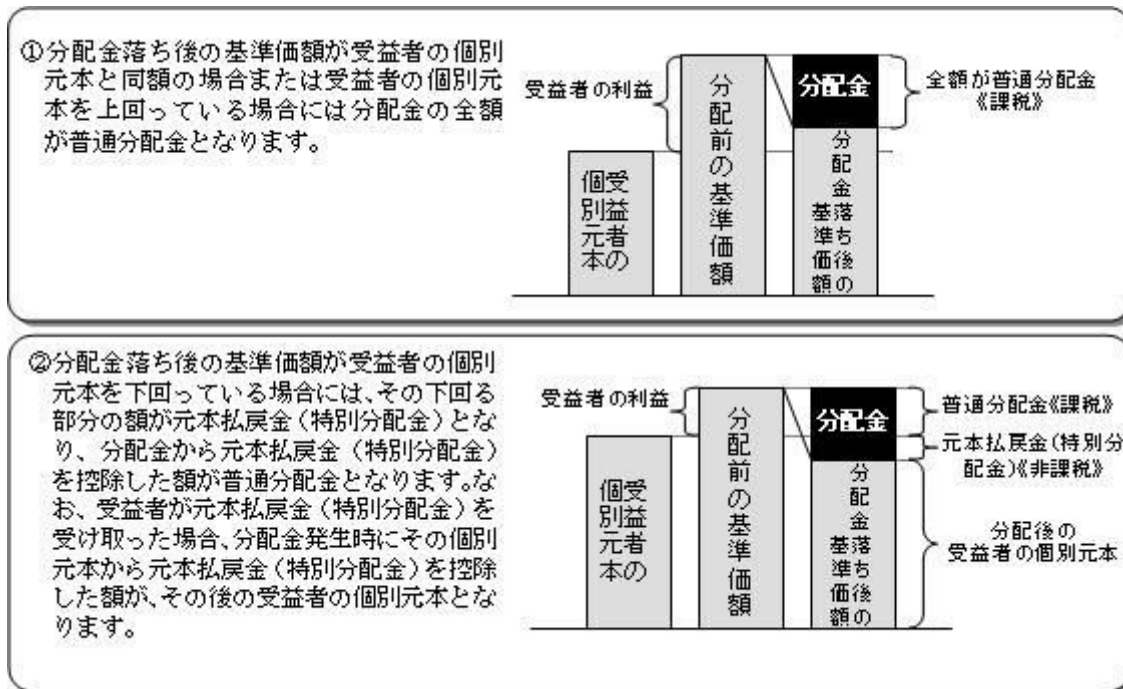 ①分配金落ち後の基準価額が受益者の個別
元本と同額の場合または受益者の個別元
本を上回っている場合には分配金の全額
が普通分配金となります。
受益者の利益
個別元本
受益者の
分配前の基準価額
分配金
分配金落ち後の
基準価額
全額が普通分配金
《課税》
②分配金落ち後の基準価額が受益者の個別
元本を下回っている場合には、その下回る
部分の額が元本払戻金（特別分配金）とな
り、分配金から元本払戻金（特別分配金）
を控除した額が普通分配金となります。な
お、受益者が元本払戻金（特別分配金）を
受け取った場合、分配金発生時にその個別
元本から元本払戻金（特別分配金）を控除
した額が、その後の受益者の個別元本とな
ります。
受益者の利益
受益者の
個別元本
分配前の基準価額
分配金
分配金落ち後の
基準価額
普通分配金《課税》
元本払戻金（特別分
配金）《非課税》
分配後の
受益者の個別元本